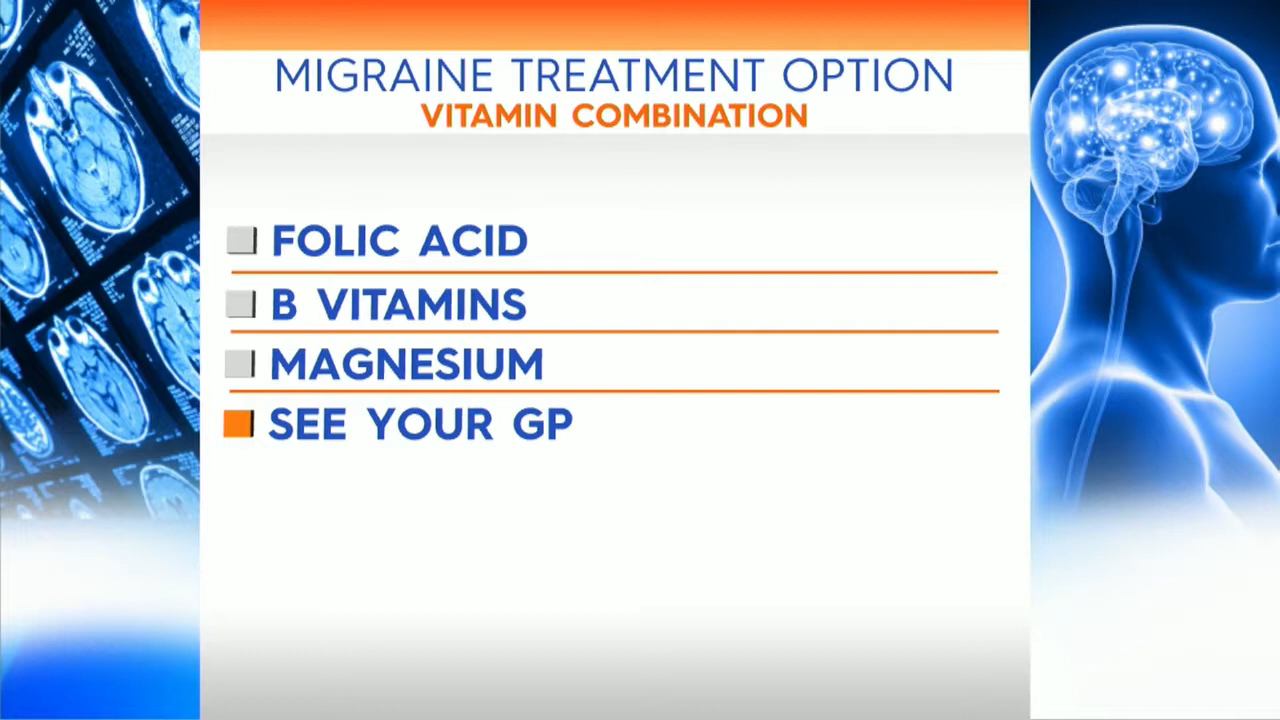 MIGRAINE TREATMENT OPTION
VITAMIN COMBINATION
FOLIC ACID
B VITAMINS
MAGNESIUM
SEE YOUR GP